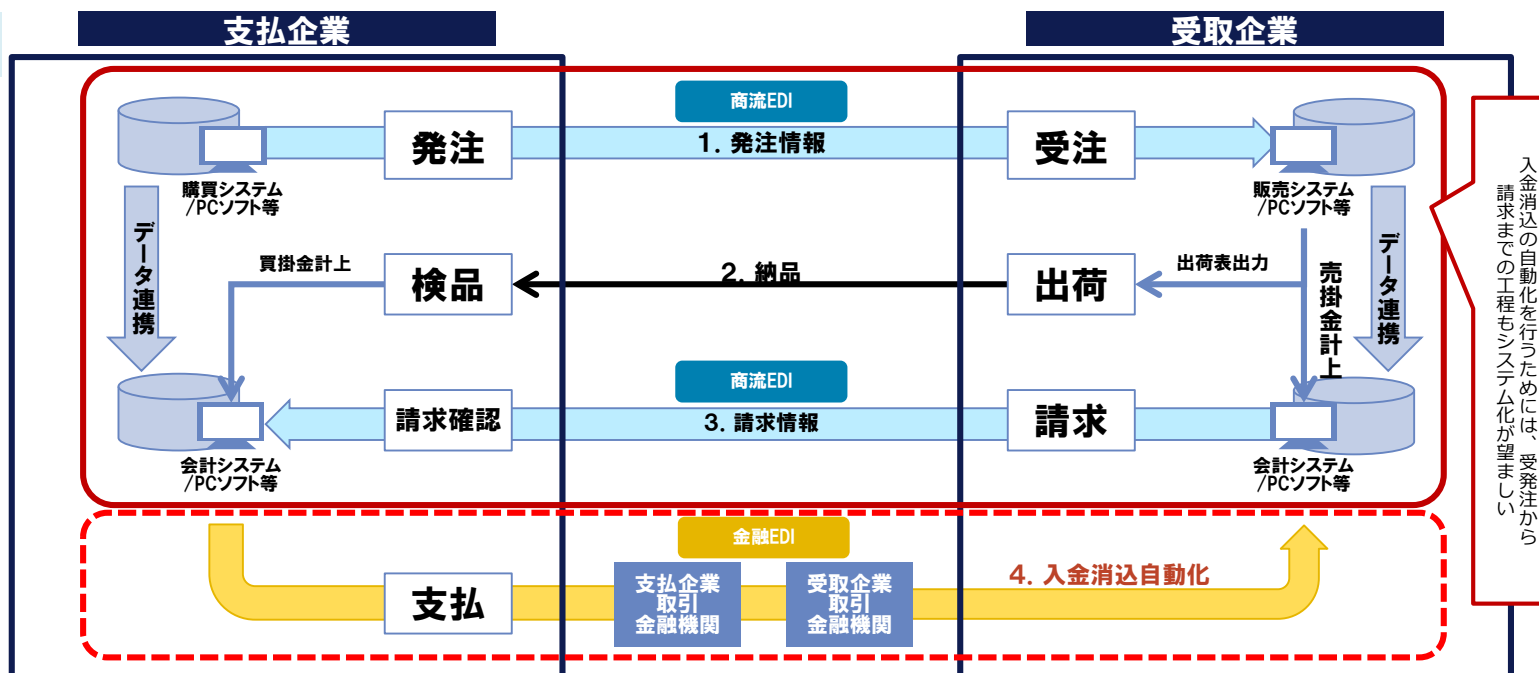 支払企業
受取企業
商流EDI
1. 発注情報
発注
受注
購買システム
/PCソフト等
販売システム
/PCソフト等
データ連携
買掛金計上
検品
2. 納品
出荷
出荷表出力
売掛金計上
データ連携
商流EDI
3. 請求情報
請求確認
請求
会計システム
/PCソフト等
会計システム
/PCソフト等
金融EDI
支払
支払企業
取引
金融機関
受取企業
取引
金融機関
4. 入金消込自動化
入金消込の自動化を行うためには、受発注から
請求までの工程もシステム化が望ましい